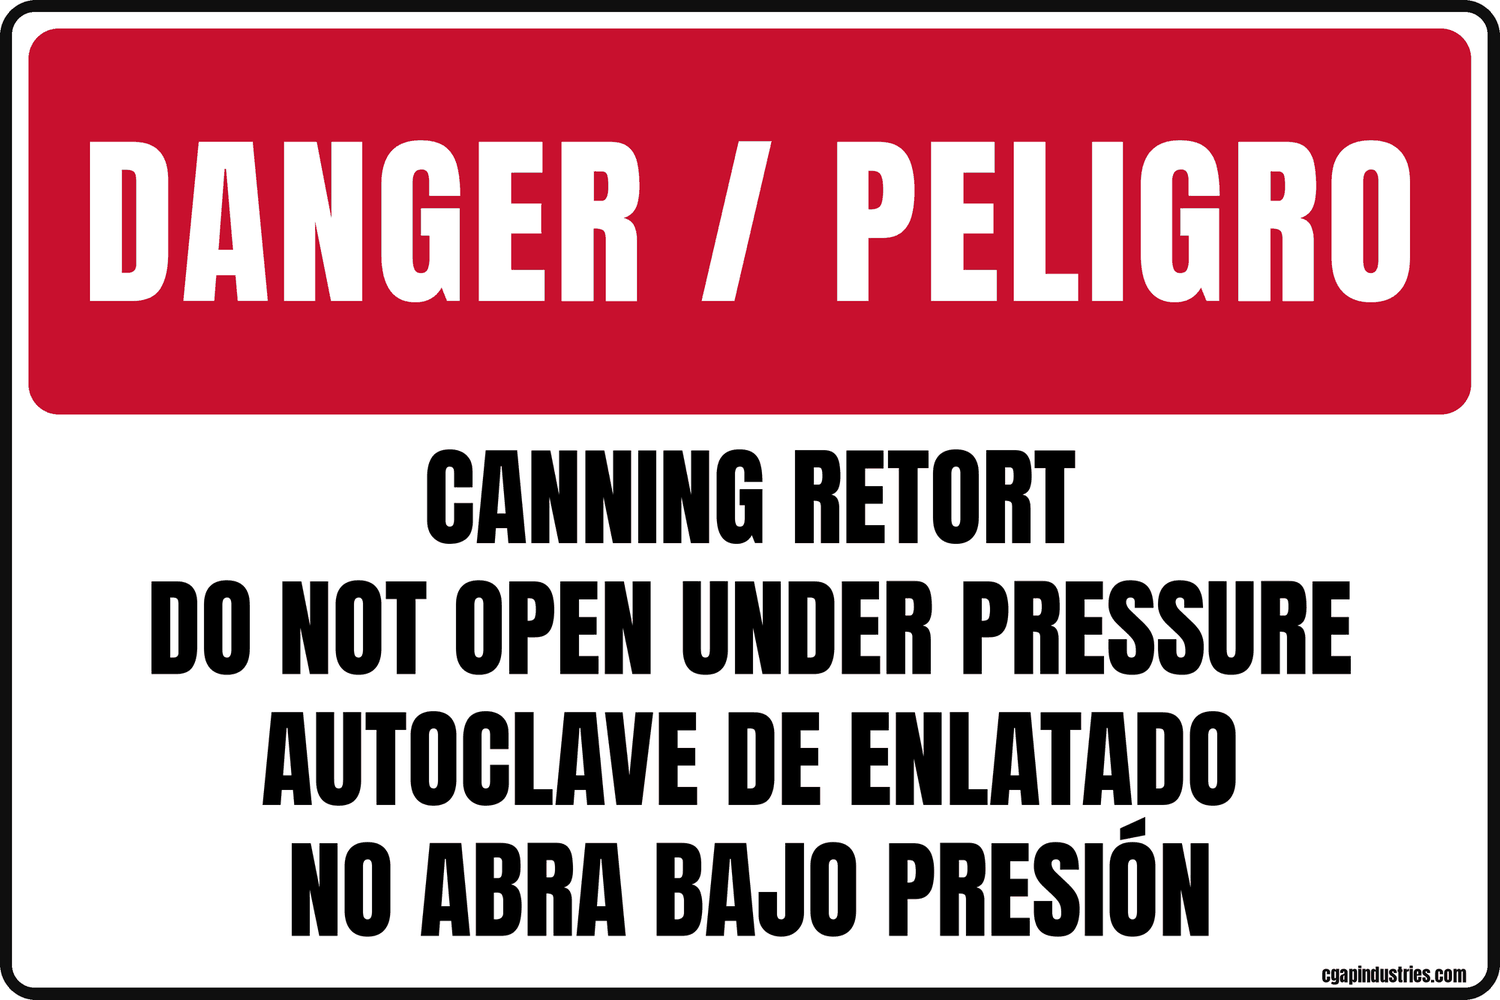 DANGER / PELIGRO
CANNING RETORT
DO NOT OPEN UNDER PRESSURE
AUTOCLAVE DE ENLATADO
NO ABRA BAJO PRESIÓN
cgapindustries.com